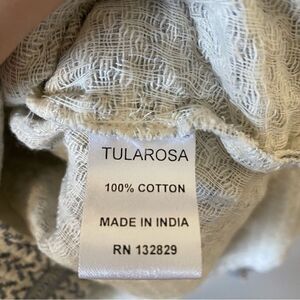 TULAROSA
100% COTTON
MADE IN INDIA
RN 132829